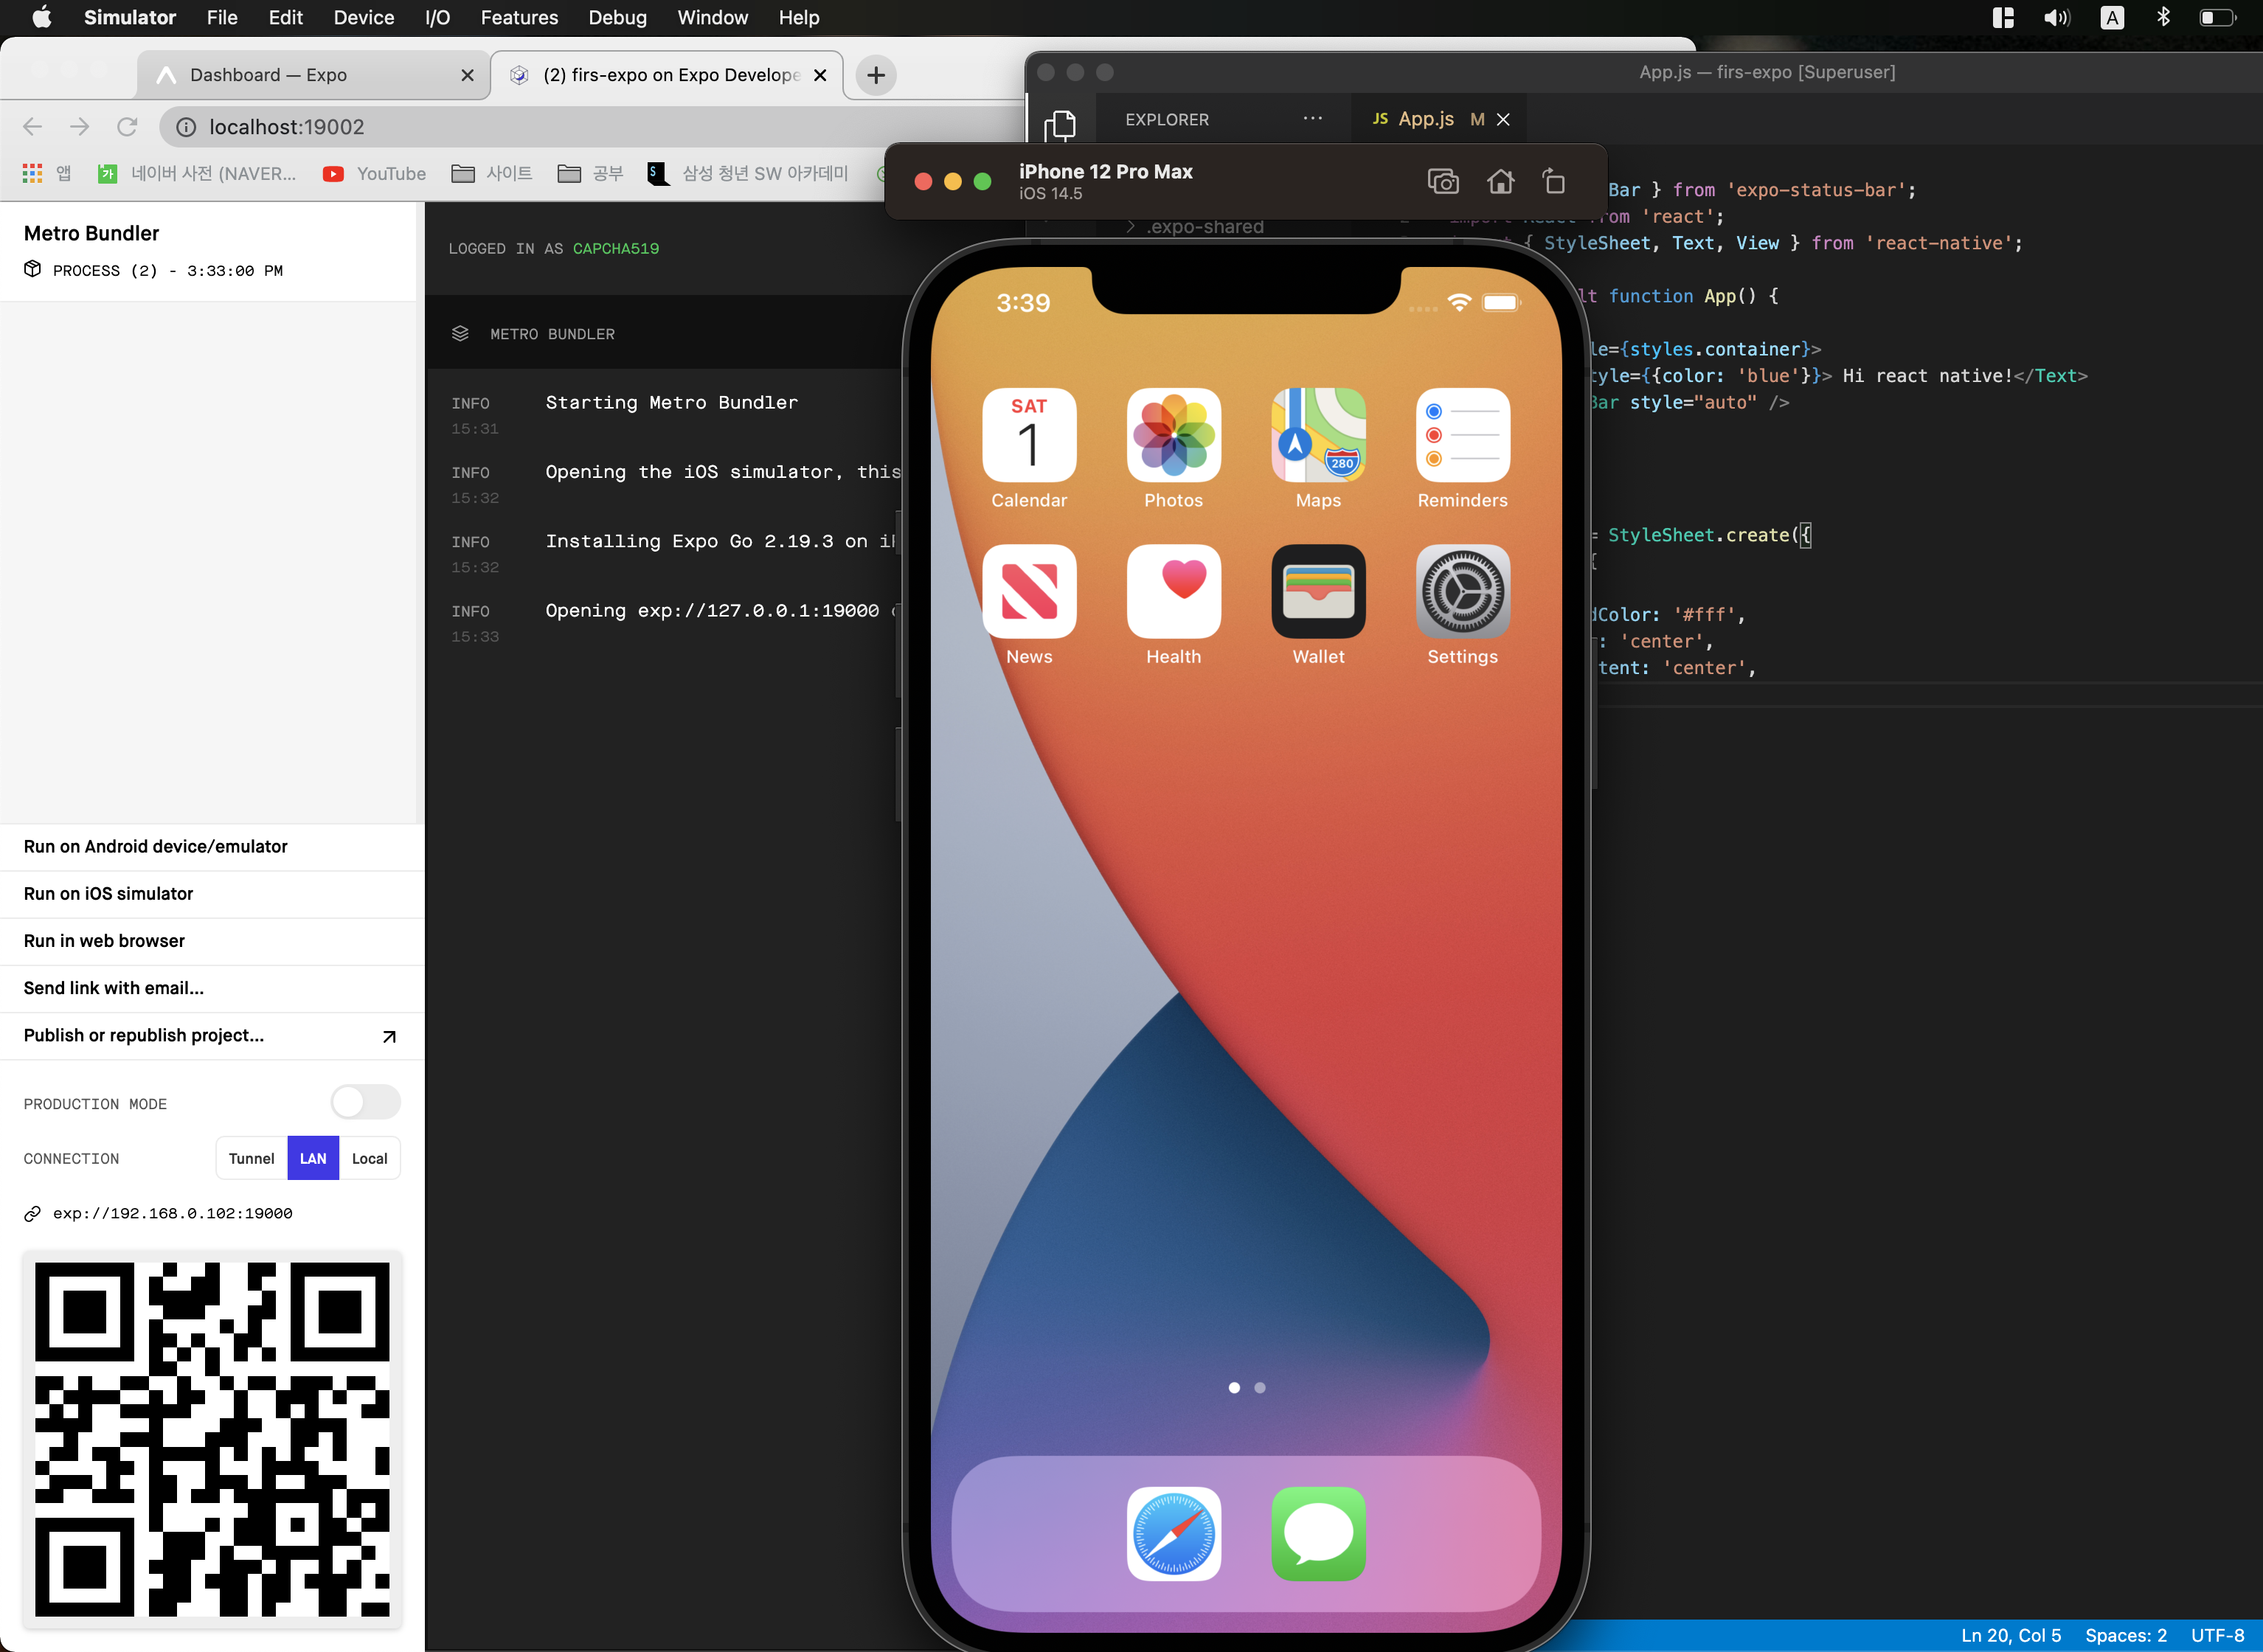 Simulator File Edit Device I/O Features Debug Window Help
A
Dashboard — Expo
(2) firs-expo on Expo Develope
localhost:19002
앱
네이버 사전 (NAVER...
YouTube
사이트
공부
삼성 청년 SW 아카데미
Metro Bundler
PROCESS (2) - 3:33:00 PM
Run on Android device/emulator
Run on iOS simulator
Run in web browser
Send link with email...
Publish or republish project...
PRODUCTION MODE
CONNECTION Tunnel LAN Local
exp://192.168.0.102:19000
LOGGED IN AS CAPCHA519
METRO BUNDLER
INFO Starting Metro Bundler
15:31
INFO Opening the iOS simulator, this
15:32
INFO Installing Expo Go 2.19.3 on
15:32
INFO Opening exp://127.0.0.1:19000
15:33
App.js — firs-expo [Superuser]
EXPLORER
JS App.js M
.expo-shared
Bar } from 'expo-status-bar';
import React from 'react';
{ StyleSheet, Text, View } from 'react-native';
lt function App() {
le={styles.container}>
tyle={{color: 'blue'}}> Hi react native!</Text>
Bar style="auto" />
= StyleSheet.create({
{
dColor: '#fff',
: 'center',
tent: 'center',
Ln 20, Col 5 Spaces: 2 UTF-8
iPhone 12 Pro Max
iOS 14.5
3:39
SAT
1
280
Calendar Photos Maps Reminders
News Health Wallet Settings